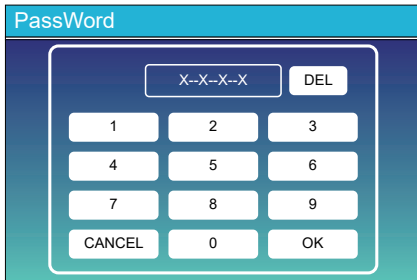 PassWord
X--X--X--X DEL
1 2 3
4 5 6
7 8 9
CANCEL 0 OK